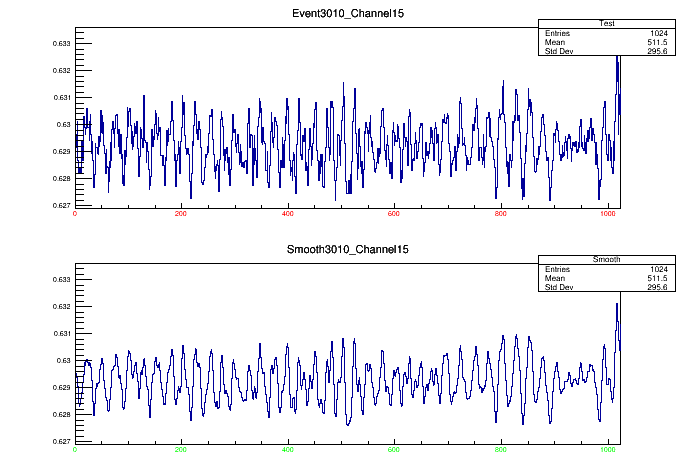 Event3010_Channel15
Test
Entries 1024
Mean 511.5
Std Dev 295.6
0.633
0.632
0.631
0.63
0.629
0.628
0.627
0 200 400 600 800 1000
Smooth3010_Channel15
Smooth
Entries 1024
Mean 511.5
Std Dev 295.6
0.633
0.632
0.631
0.63
0.629
0.628
0.627
0 200 400 600 800 1000